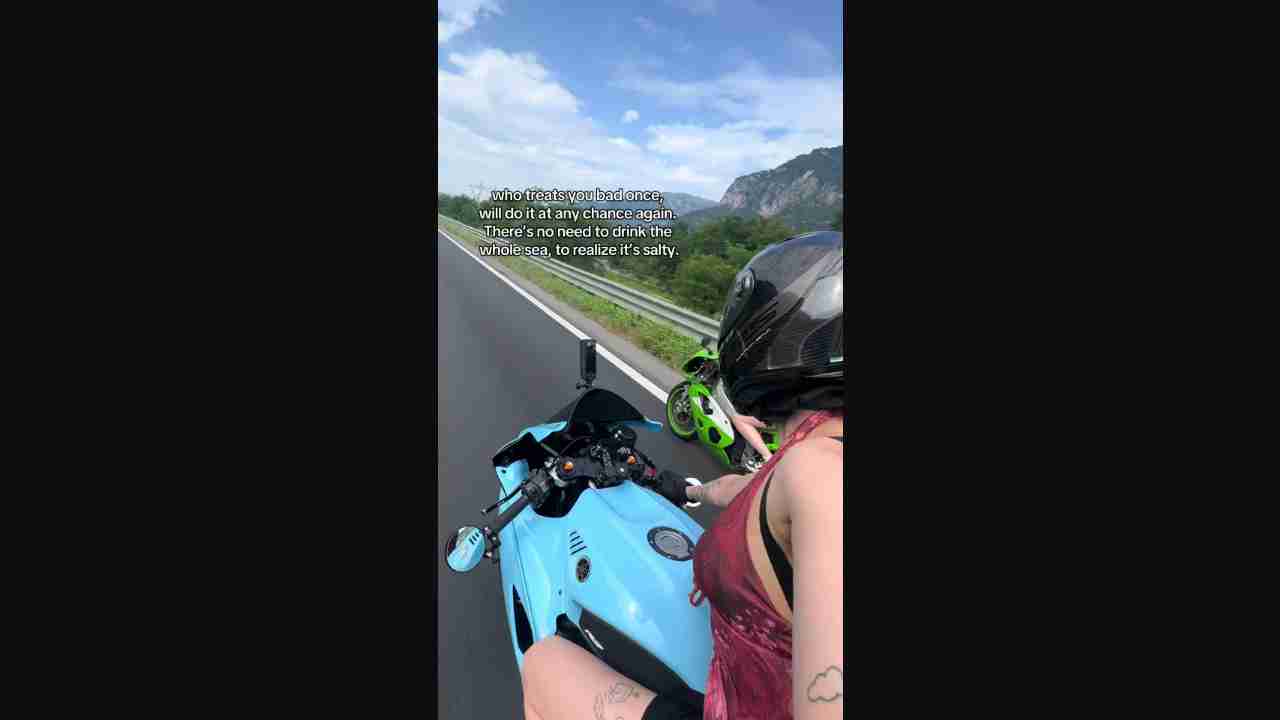 who treats you bad once,
will do it at any chance again.
There's no need to drink the
whole sea, to realize it's salty.